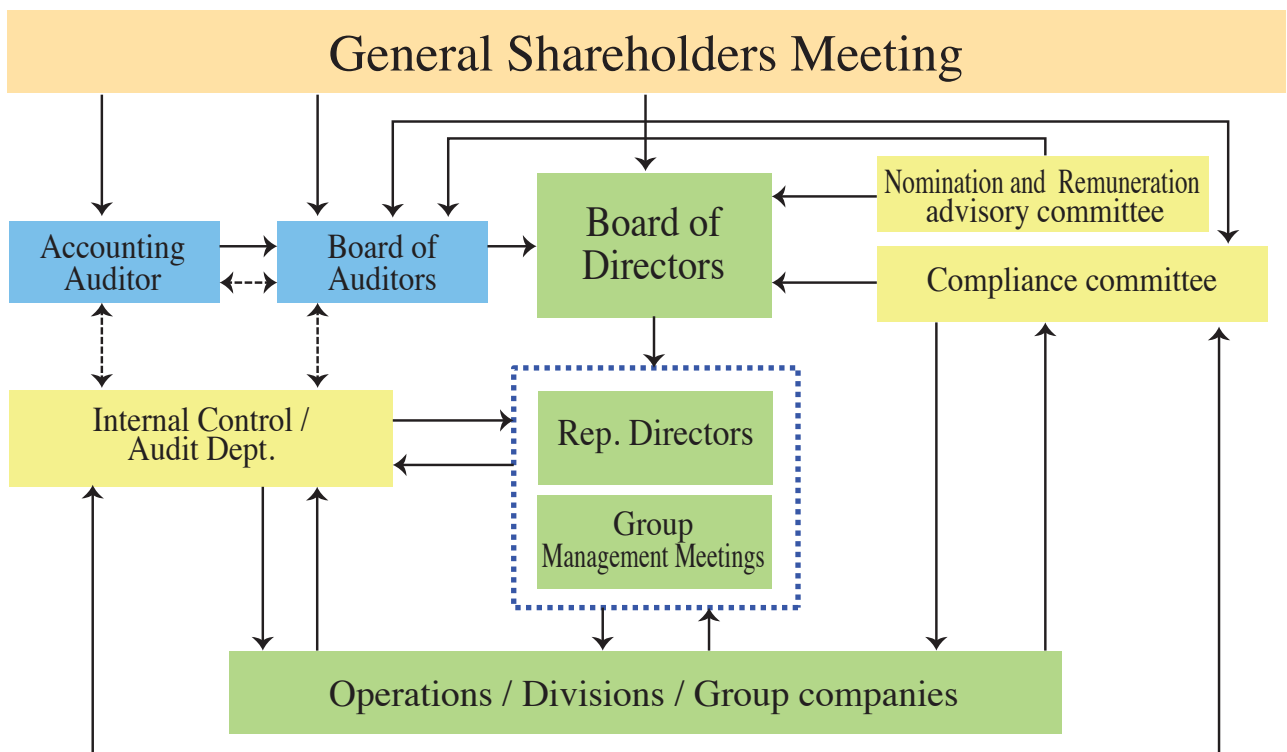 General Shareholders Meeting
Nomination and Remuneration
advisory committee
Board of
Directors
Accounting
Auditor
Board of
Auditors
Compliance committee
Internal Control /
Audit Dept.
Rep. Directors
Group
Management Meetings
Operations / Divisions / Group companies